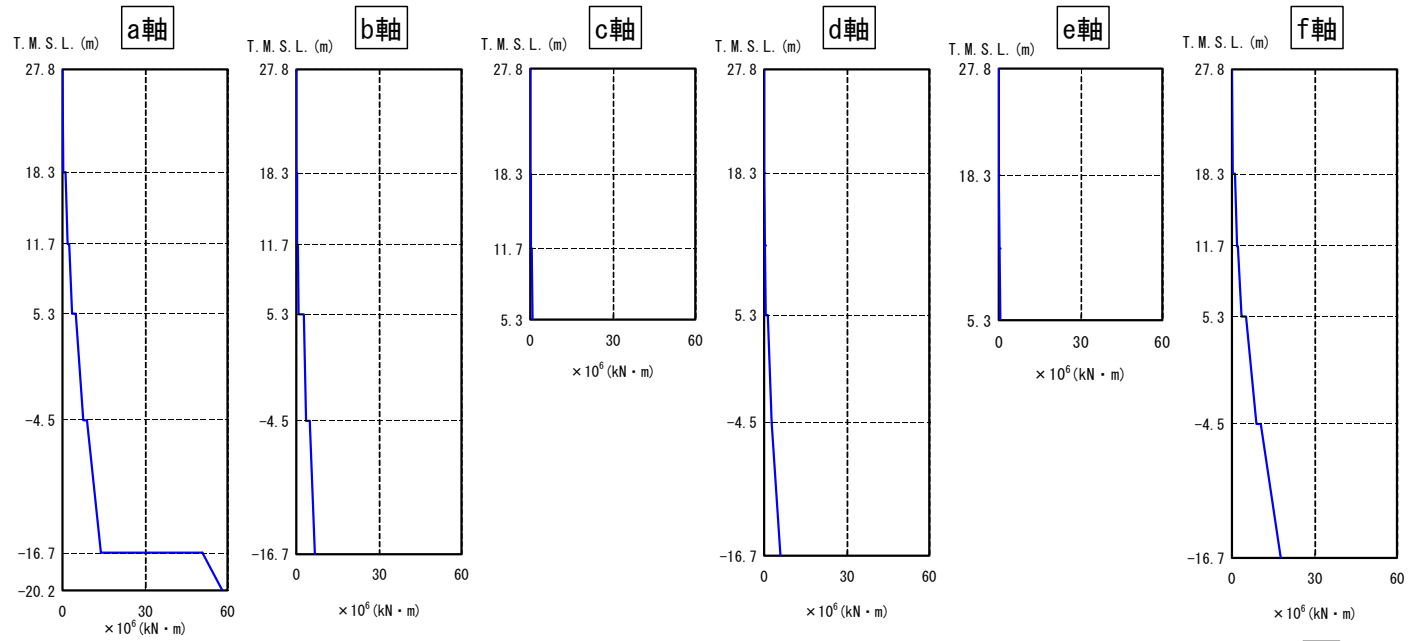 a軸
T.M.S.L.(m)
27.8
18.3
11.7
5.3
-4.5
-16.7
-20.2
0 30 60
×10⁶(kN・m)
b軸
T.M.S.L.(m)
27.8
18.3
11.7
5.3
-4.5
-16.7
0 30 60
×10⁶(kN・m)
c軸
T.M.S.L.(m)
27.8
18.3
11.7
5.3
0 30 60
×10⁶(kN・m)
d軸
T.M.S.L.(m)
27.8
18.3
5.3
-4.5
-16.7
0 30 60
×10⁶(kN・m)
e軸
T.M.S.L.(m)
27.8
18.3
5.3
0 30 60
×10⁶(kN・m)
f軸
T.M.S.L.(m)
27.8
18.3
11.7
5.3
-4.5
-16.7
0 30 60
×10⁶(kN・m)